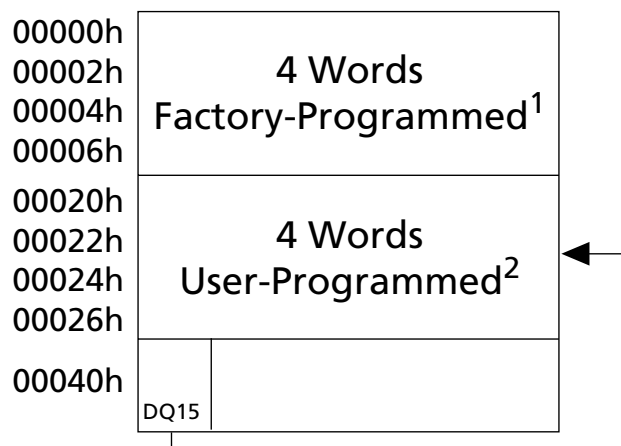 00000h
00002h
00004h
00006h
4 Words
Factory-Programmed1
00020h
00022h
00024h
00026h
4 Words
User-Programmed2
00040h
DQ15